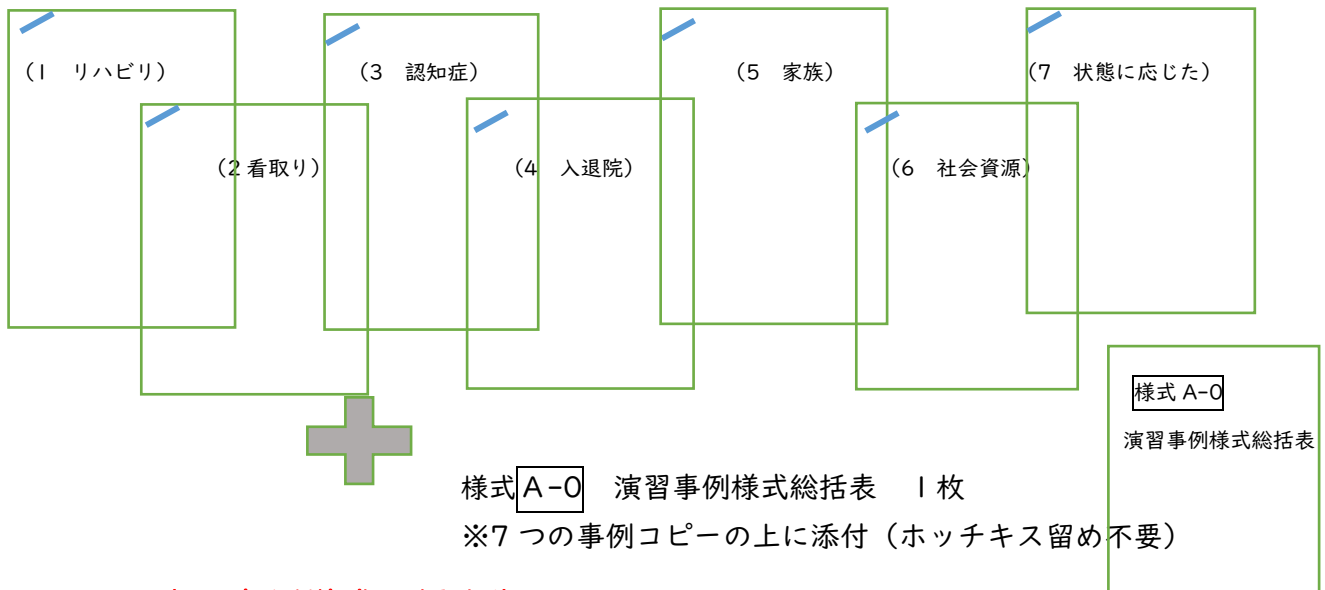 (1 リハビリ)
(3 認知症)
(5 家族)
(7 状態に応じた)
(2 看取り)
(4 入退院)
(6 社会資源)
様式 A-0
演習事例様式総括表
様式 A-0 演習事例様式総括表 1 枚
※7 つの事例コピーの上に添付（ホッチキス留め不要）